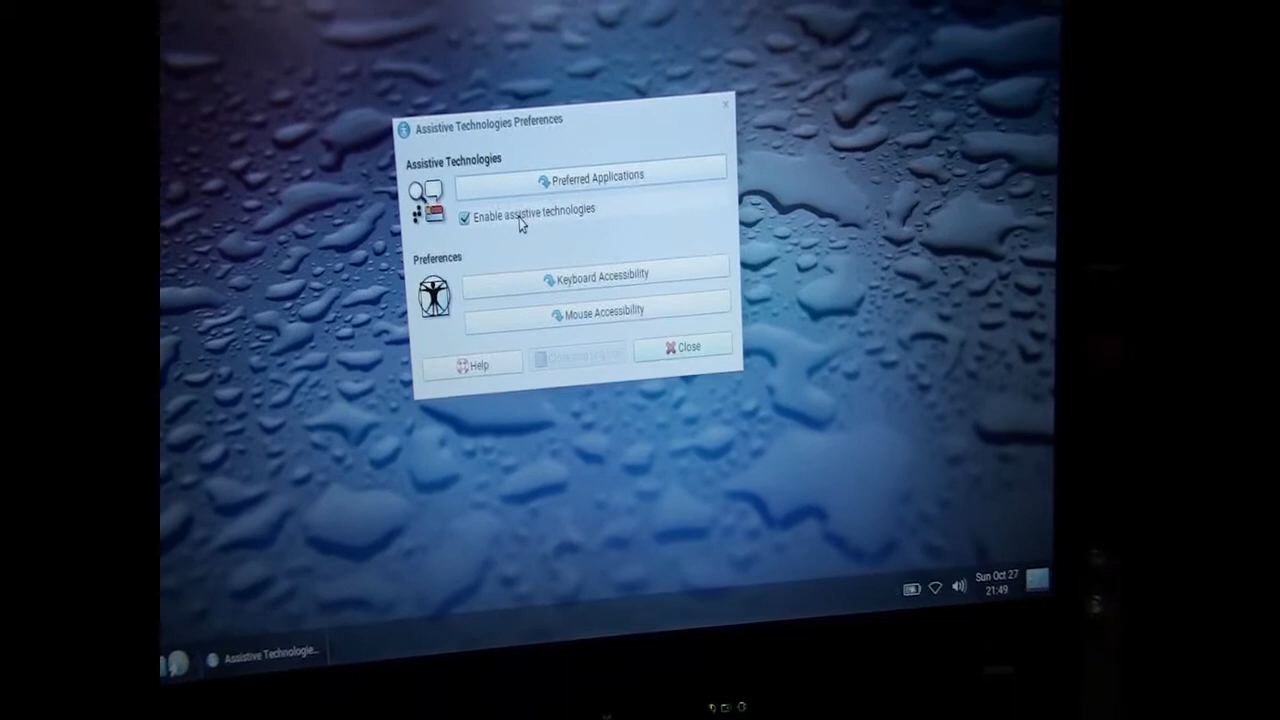 Assistive Technologies Preferences
Assistive Technologies
Preferred Applications
Enable assistive technologies
Preferences
Keyboard Accessibility
Mouse Accessibility
Help
Close
Sun Oct 27
21:49
Assistive Technologie...